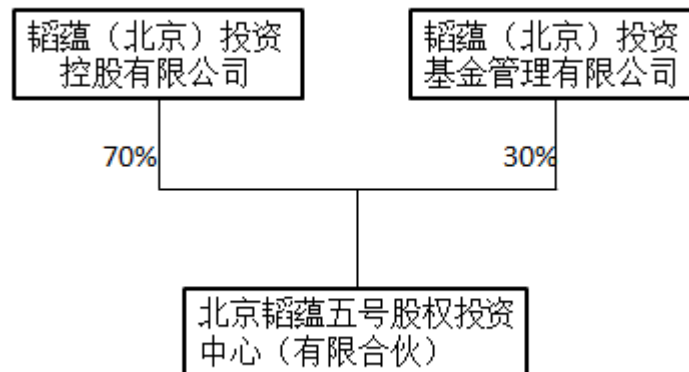 韬蕴（北京）投资
控股有限公司
韬蕴（北京）投资
基金管理有限公司
70%
30%
北京韬蕴五号股权投资
中心（有限合伙）